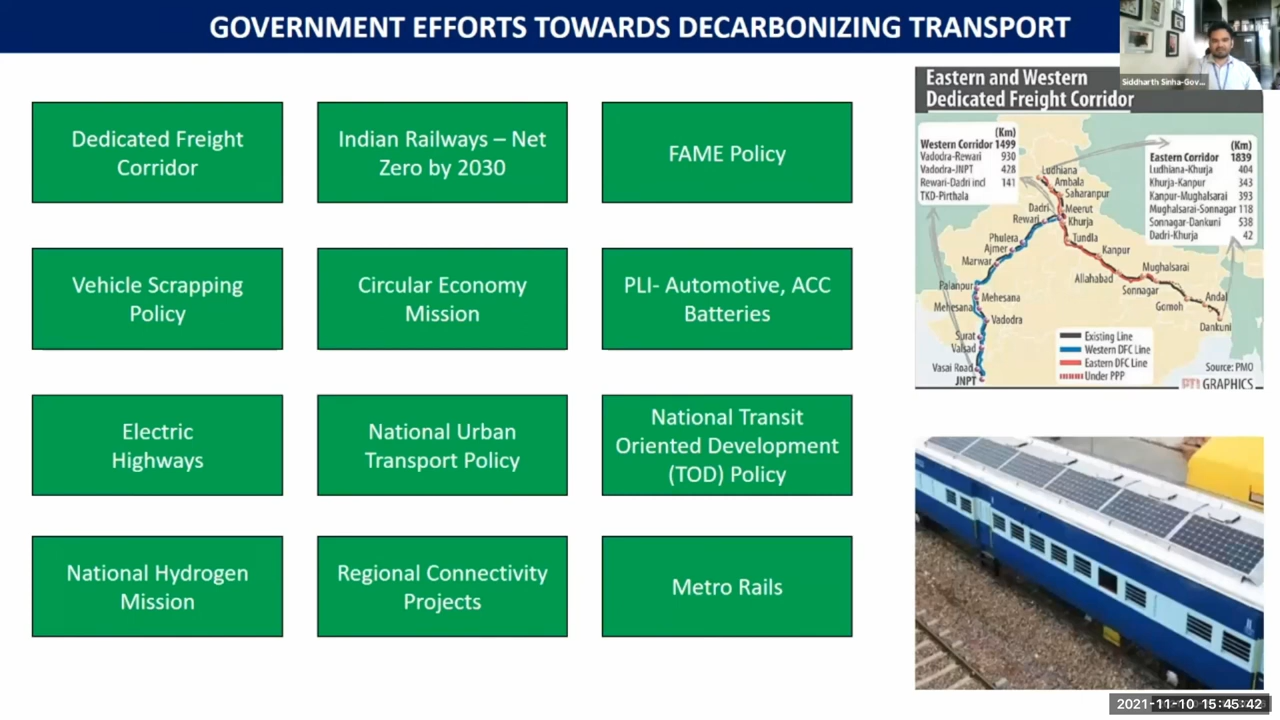 GOVERNMENT EFFORTS TOWARDS DECARBONIZING TRANSPORT
Siddharth Sinha-Gov...
Dedicated Freight
Corridor
Indian Railways – Net
Zero by 2030
FAME Policy
Vehicle Scrapping
Policy
Circular Economy
Mission
PLI- Automotive, ACC
Batteries
Electric
Highways
National Urban
Transport Policy
National Transit
Oriented Development
(TOD) Policy
National Hydrogen
Mission
Regional Connectivity
Projects
Metro Rails
Eastern and Western
Dedicated Freight Corridor
(Km)
Western Corridor 1499
Vadodra-Rewari 930
Vadodra-JNPT 428
Rewari-Dadri incl 141
TKD-Pirthala
(Km)
Eastern Corridor 1839
Ludhiana-Khurja 404
Khurja-Kanpur 343
Kanpur-Mughalsarai 393
Mughalsarai-Sonnagar 118
Sonnagar-Dankuni 538
Dadri-Khurja 42
Ludhiana
Ambala
Saharanpur
Dadri
Meerut
Rewari
Khurja
Phulera
Tundla
Ajmer
Kanpur
Marwar
Mughalsarai
Allahabad
Palanpur
Sonnagar
Mehesana
Andal
Mehesana
Gomoh
Vadodra
Dankuni
Surat
Valsad
Vasai Road
JNPT
Existing Line
Western DFC Line
Eastern DFC Line
Under PPP
Source: PMO
PTI GRAPHICS
2021-11-10 15:45:42